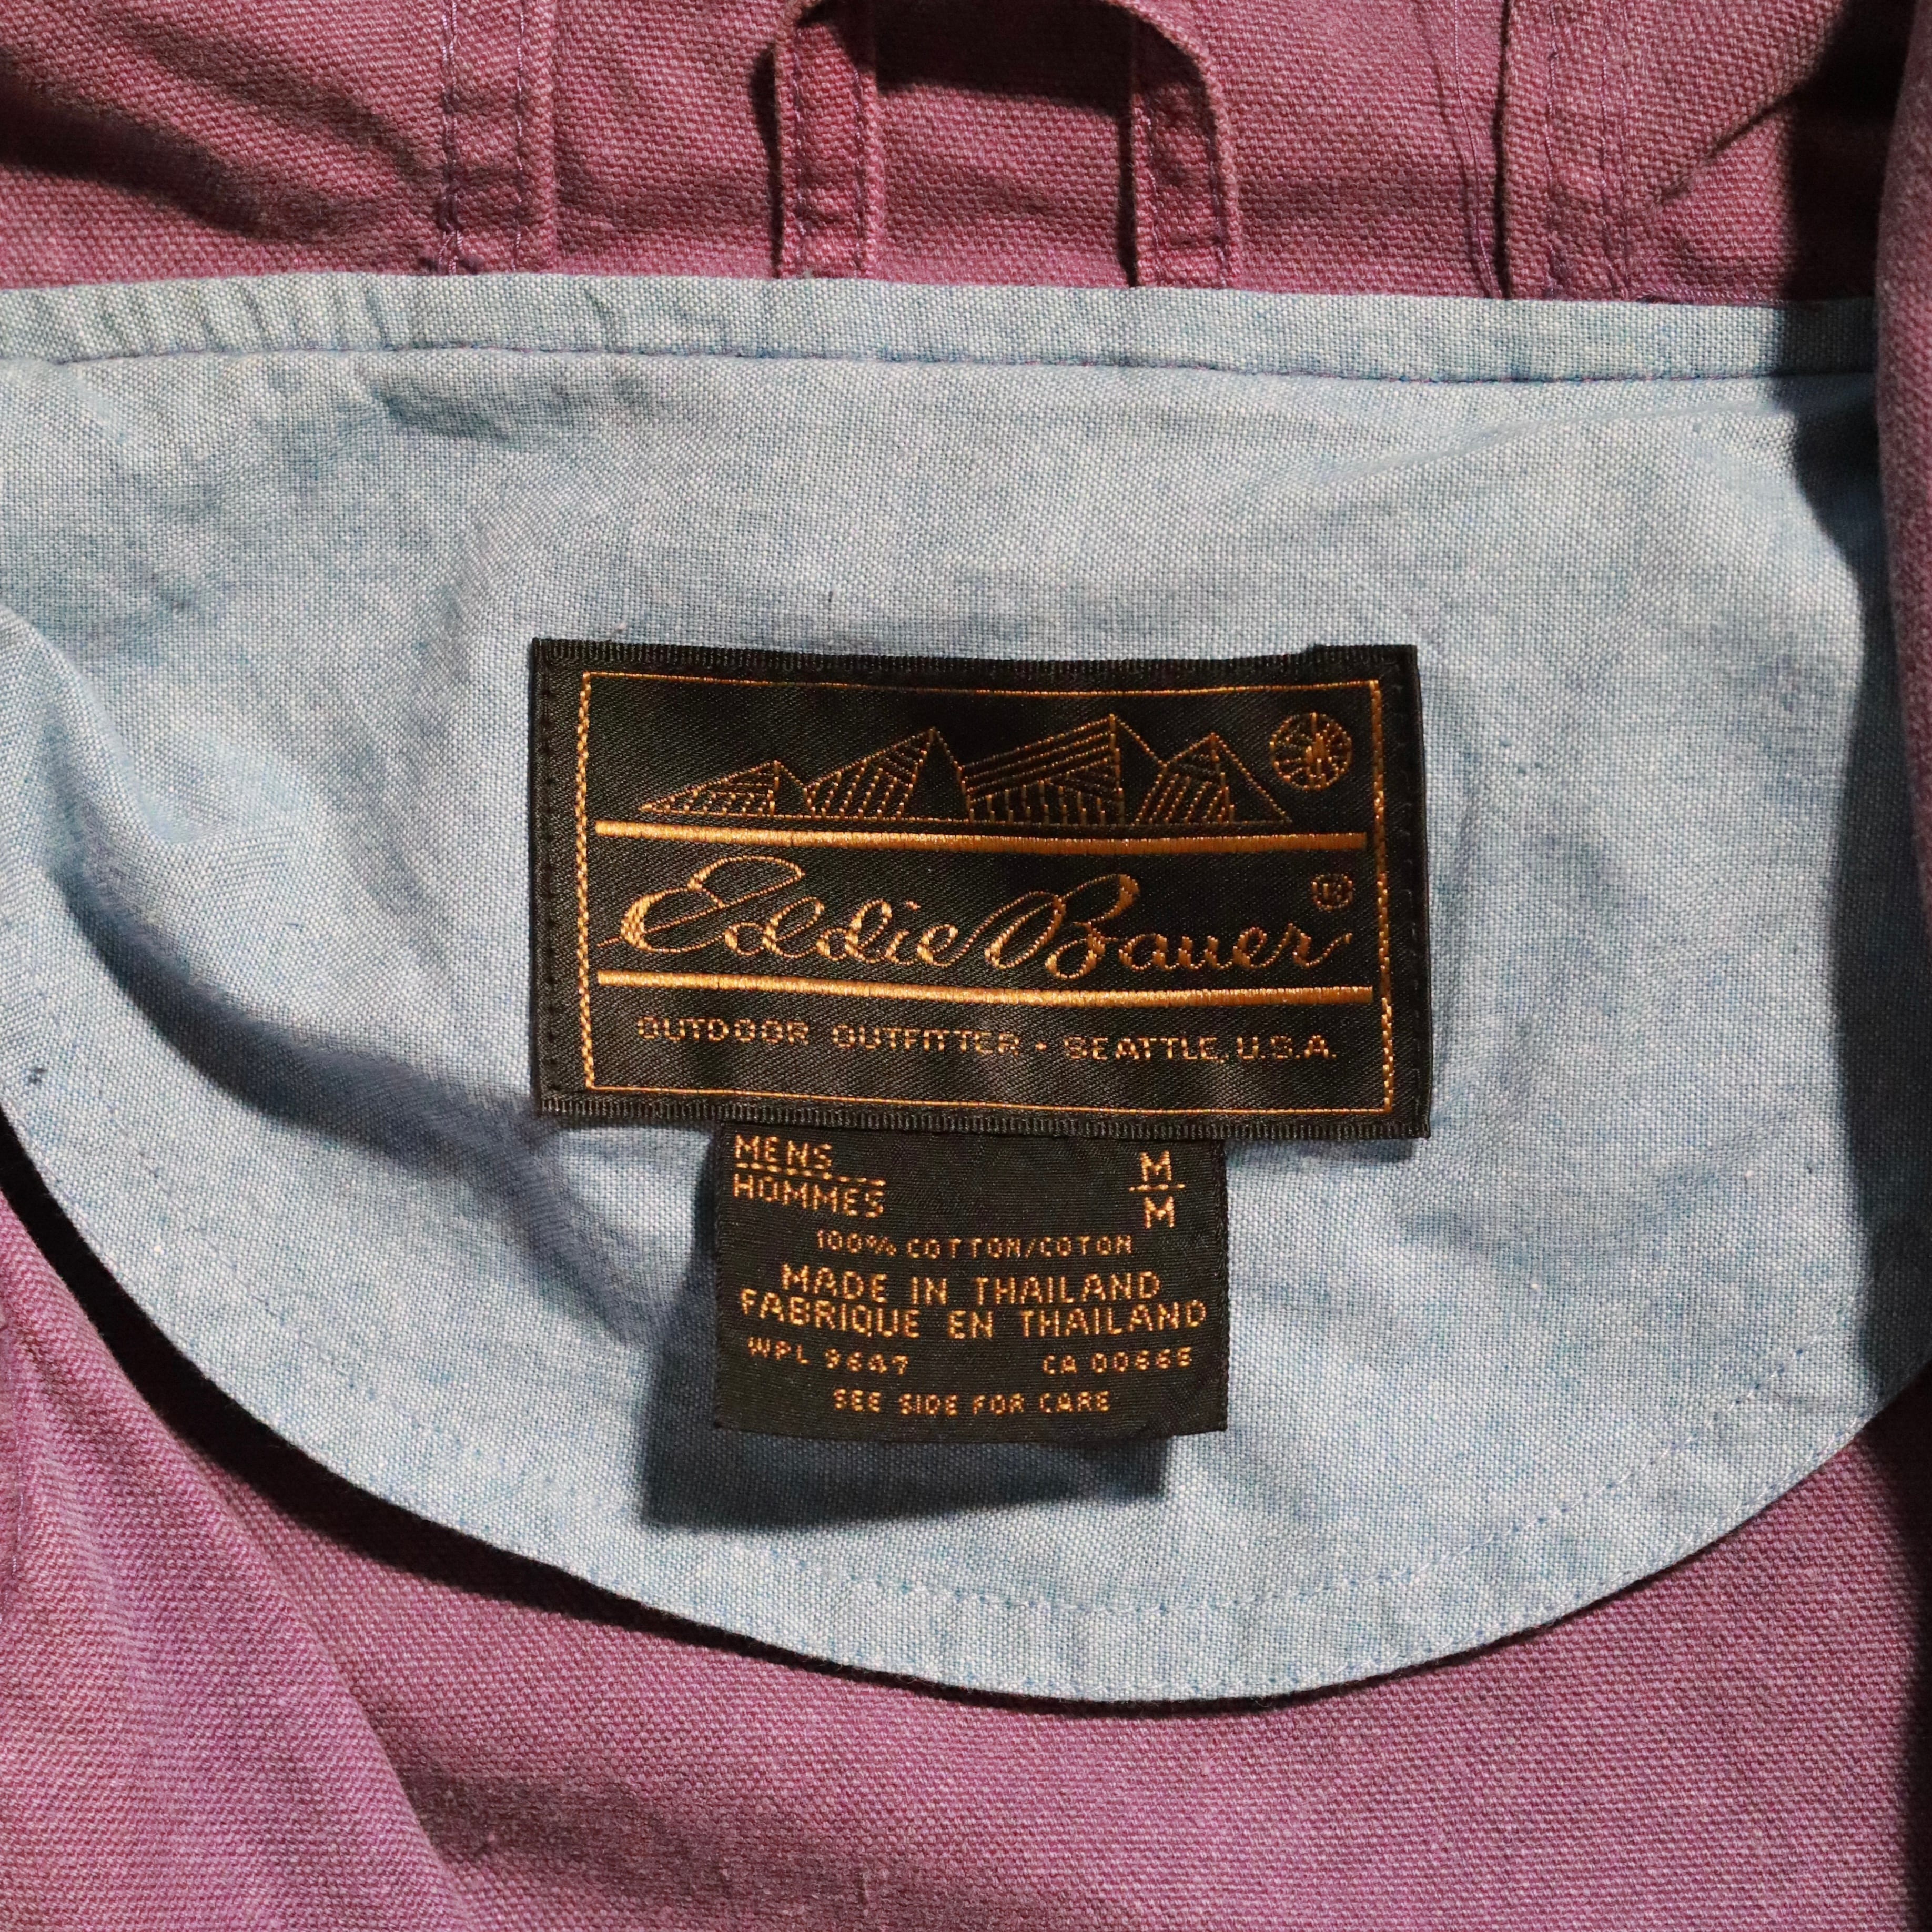 Eddie Bauer ®
OUTDOOR OUTFITTER • SEATTLE, U.S.A.
MENS M
HOMMES M
100% COTTON/COTON
MADE IN THAILAND
FABRIQUE EN THAILAND
WPL 9647 CA 00668
SEE SIDE FOR CARE